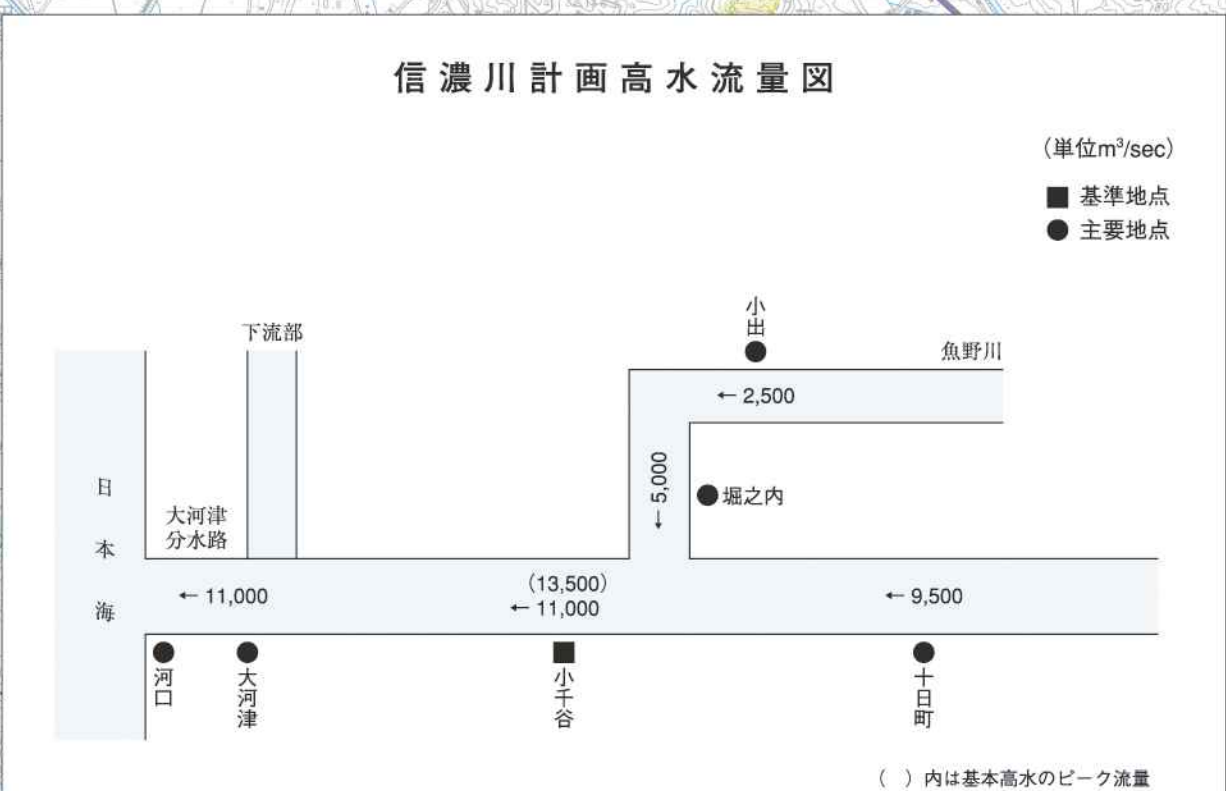 信濃川計画高水流量図
（単位m³/sec）
■ 基準地点
● 主要地点
小出
下流部
魚野川
← 2,500
← 5,000
堀之内
日本海
大河津
分水路
← 11,000
（13,500）
← 11,000
← 9,500
河口
大河津
小千谷
十日町
（　）内は基本高水のピーク流量